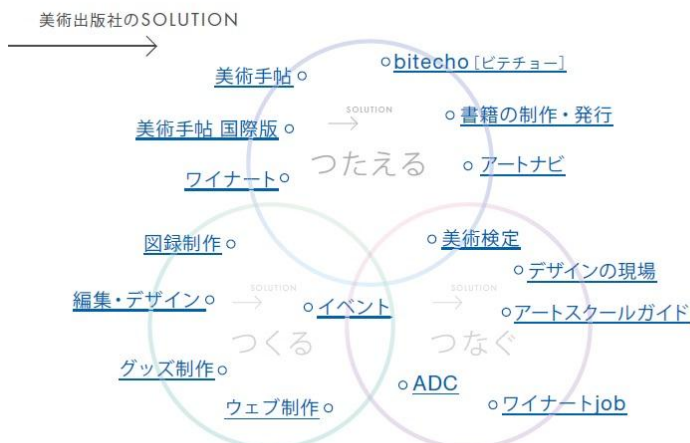 美術出版社のSOLUTION
美術手帖
bitecho [ビテチョー]
美術手帖 国際版
SOLUTION
書籍の制作・発行
つたえる
ワイナート
アートナビ
図録制作
美術検定
デザインの現場
編集・デザイン
SOLUTION
イベント
SOLUTION
アートスクールガイド
つくる
つなぐ
グッズ制作
ADC
ウェブ制作
ワイナートjob